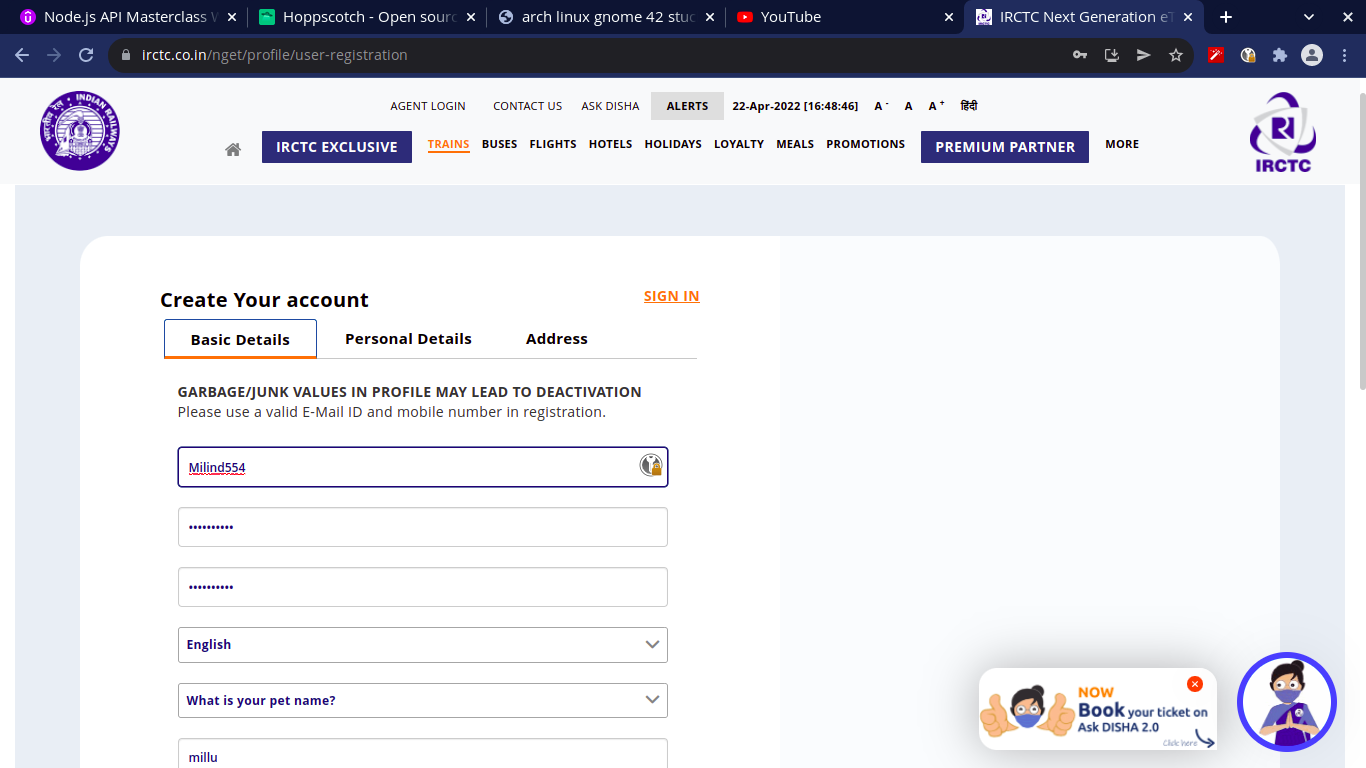 Node.js API Masterclass W
Hoppscotch - Open sourc
arch linux gnome 42 stuc
YouTube
IRCTC Next Generation eT
irctc.co.in/nget/profile/user-registration
INDIAN RAILWAYS
भारतीय रेल
AGENT LOGIN
CONTACT US
ASK DISHA
ALERTS
22-Apr-2022 [16:48:46]
A -
A
A +
हिंदी
IRCTC EXCLUSIVE
TRAINS
BUSES
FLIGHTS
HOTELS
HOLIDAYS
LOYALTY
MEALS
PROMOTIONS
PREMIUM PARTNER
MORE
IRCTC
Create Your account
SIGN IN
Basic Details
Personal Details
Address
GARBAGE/JUNK VALUES IN PROFILE MAY LEAD TO DEACTIVATION
Please use a valid E-Mail ID and mobile number in registration.
Milind554
••••••••••
••••••••••
English
What is your pet name?
millu
NOW
Book your ticket on
Ask DISHA 2.0
Click here